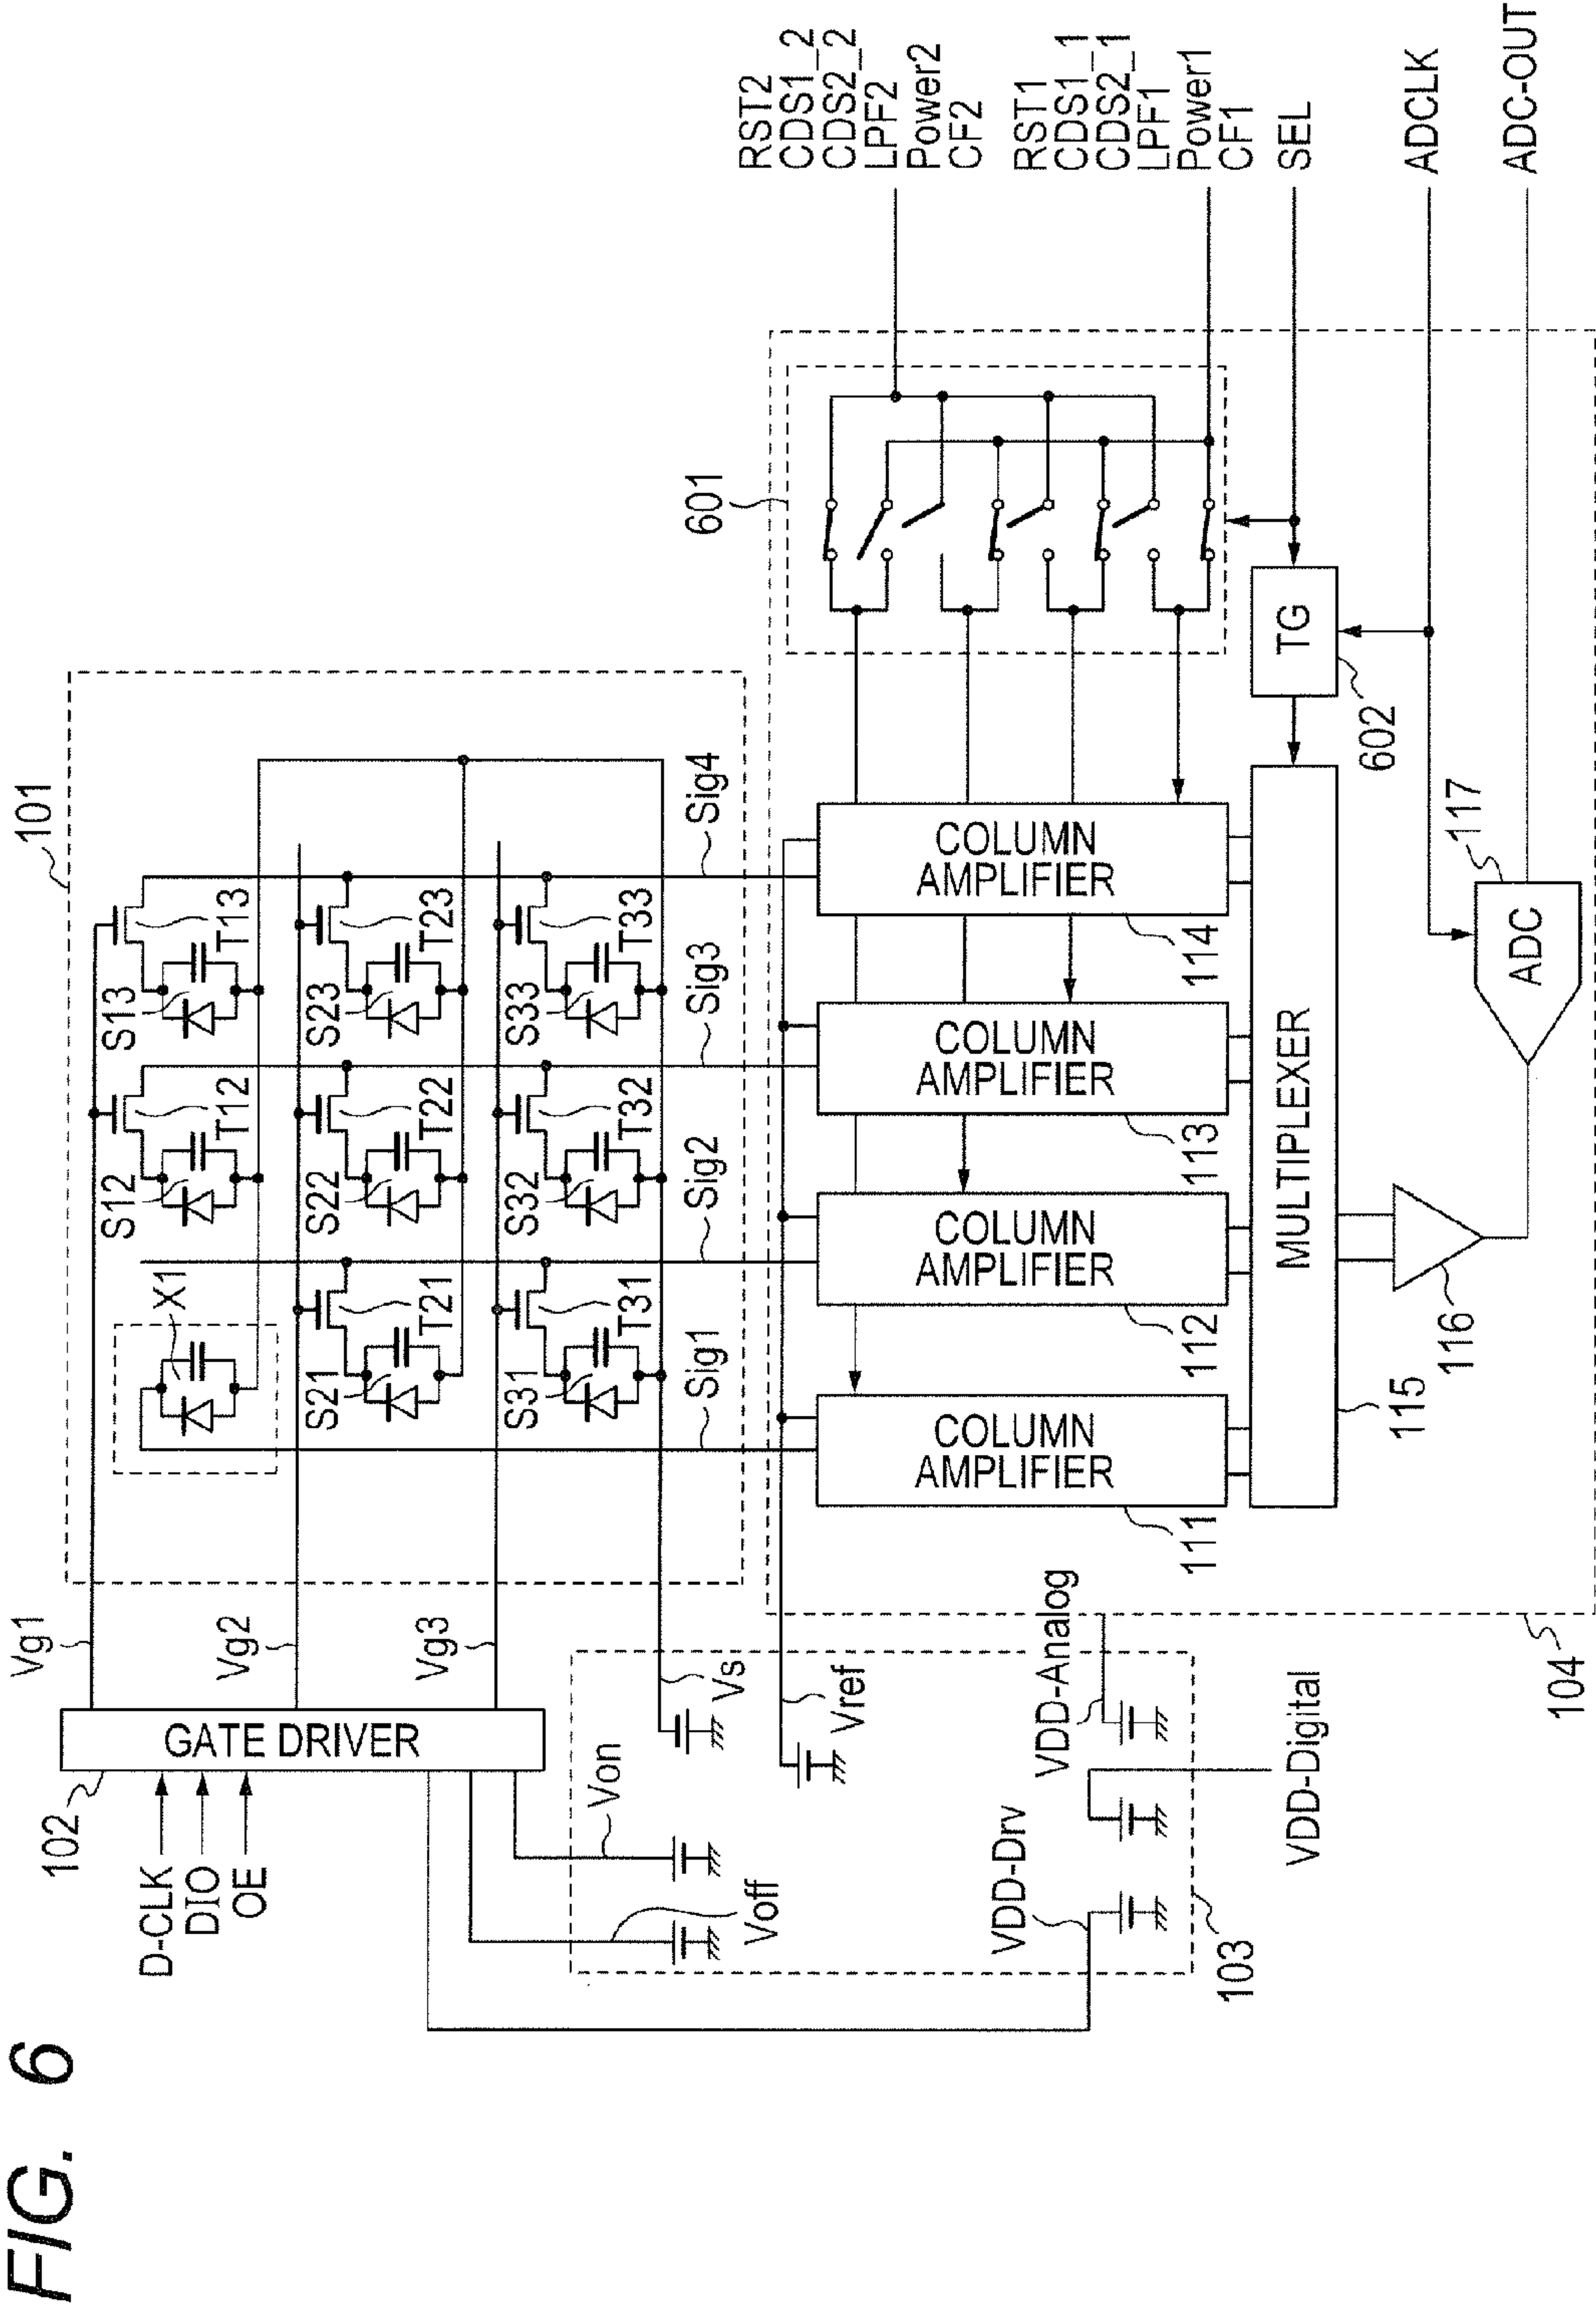 FIG. 6
101
Vg1
S12
T12
S13
T13
X1
102
GATE DRIVER
D-CLK
DIO
OE
Vg2
S21
T21
S22
T22
S23
T23
Vg3
S31
T31
S32
T32
S33
T33
Sig1
Sig2
Sig3
Sig4
Von
Voff
Vs
Vref
VDD-Drv
VDD-Analog
VDD-Digital
103
104
601
RST2
CDS1_2
CDS2_2
LPF2
Power2
CF2
RST1
CDS1_1
CDS2_1
LPF1
Power1
CF1
SEL
ADCLK
ADC-OUT
COLUMN
AMPLIFIER
111
COLUMN
AMPLIFIER
112
COLUMN
AMPLIFIER
113
COLUMN
AMPLIFIER
114
MULTIPLEXER
115
TG
602
116
ADC
117